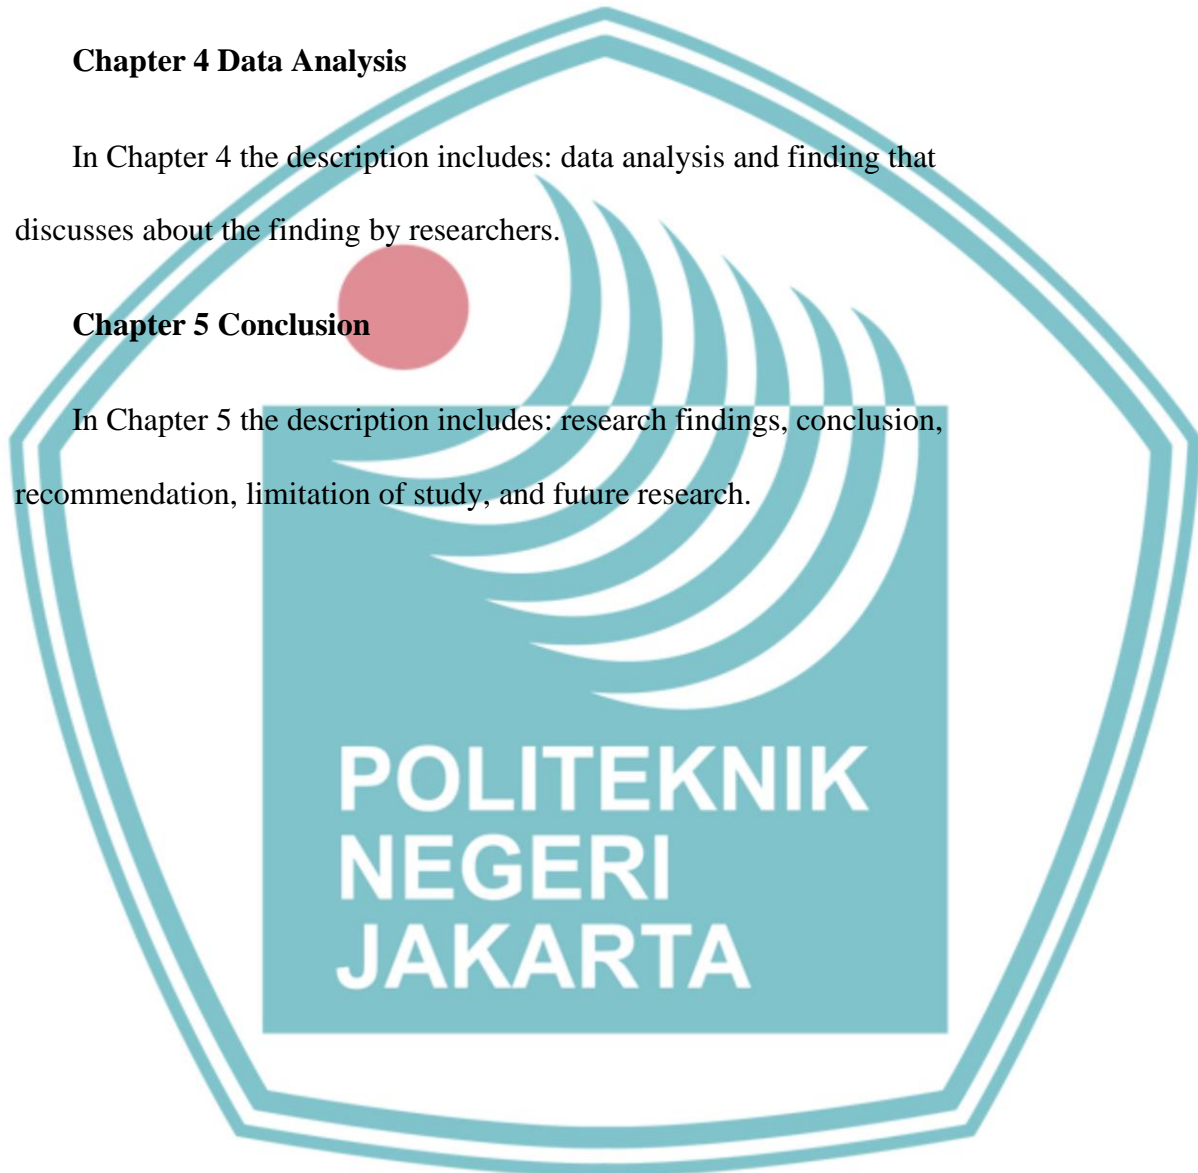 Chapter 4 Data Analysis
In Chapter 4 the description includes: data analysis and finding that
discusses about the finding by researchers.
Chapter 5 Conclusion
In Chapter 5 the description includes: research findings, conclusion,
recommendation, limitation of study, and future research.
POLITEKNIK
NEGERI
JAKARTA